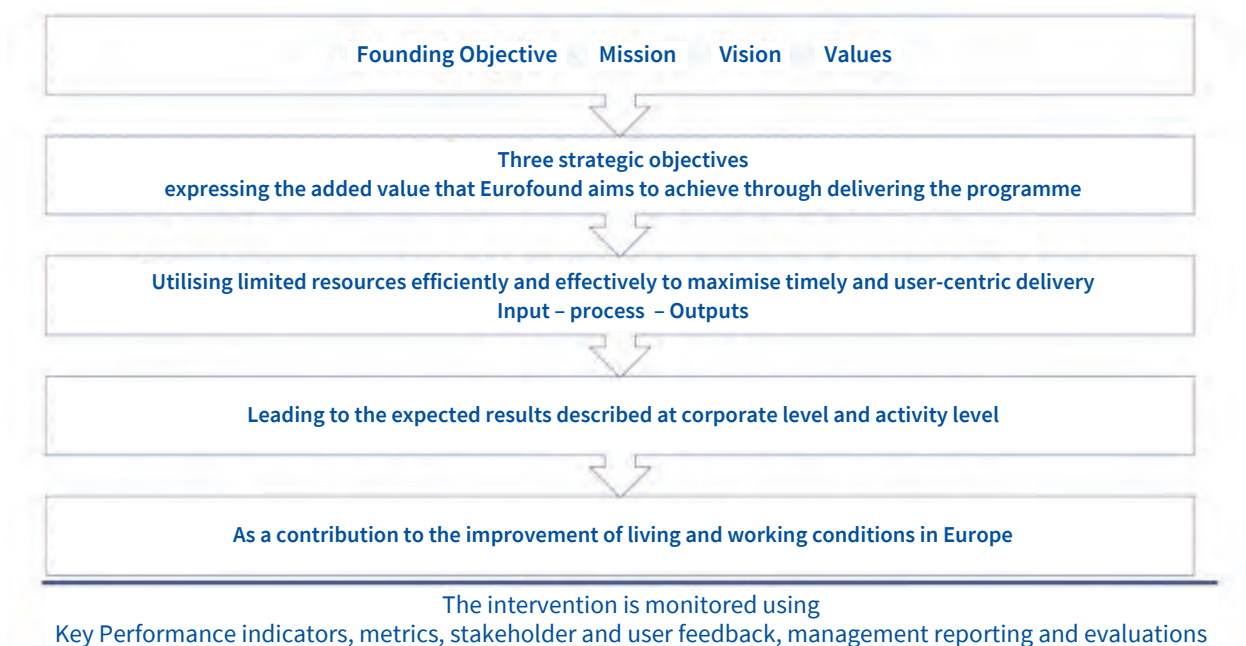 Founding Objective Mission Vision Values
Three strategic objectives
expressing the added value that Eurofound aims to achieve through delivering the programme
Utilising limited resources efficiently and effectively to maximise timely and user-centric delivery
Input – process – Outputs
Leading to the expected results described at corporate level and activity level
As a contribution to the improvement of living and working conditions in Europe
The intervention is monitored using
Key Performance indicators, metrics, stakeholder and user feedback, management reporting and evaluations